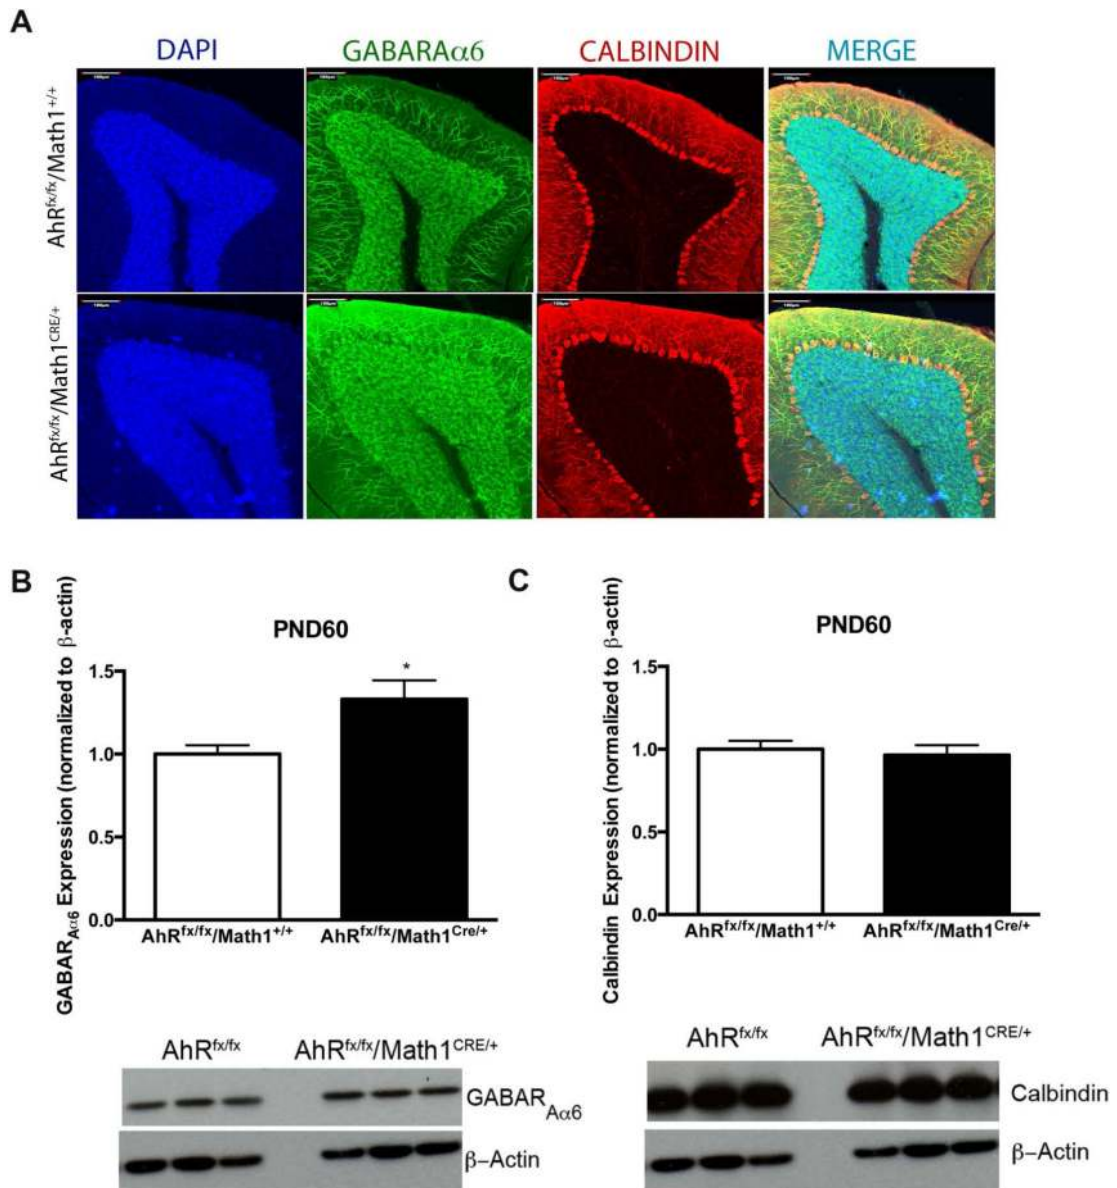 A
DAPI GABARAα6 CALBINDIN MERGE
AhR^fx/fx/Math1^+/+
AhR^fx/fx/Math1^CRE/+
B
PND60
GABAR_Aα6 Expression (normalized to β-actin)
1.5
*
1.0
0.5
0.0
AhR^fx/fx/Math1^+/+ AhR^fx/fx/Math1^Cre/+
AhR^fx/fx AhR^fx/fx/Math1^CRE/+
GABAR_Aα6
β–Actin
C
PND60
Calbindin Expression (normalized to β-actin)
1.5
1.0
0.5
0.0
AhR^fx/fx/Math1^+/+ AhR^fx/fx/Math1^Cre/+
AhR^fx/fx AhR^fx/fx/Math1^CRE/+
Calbindin
β–Actin